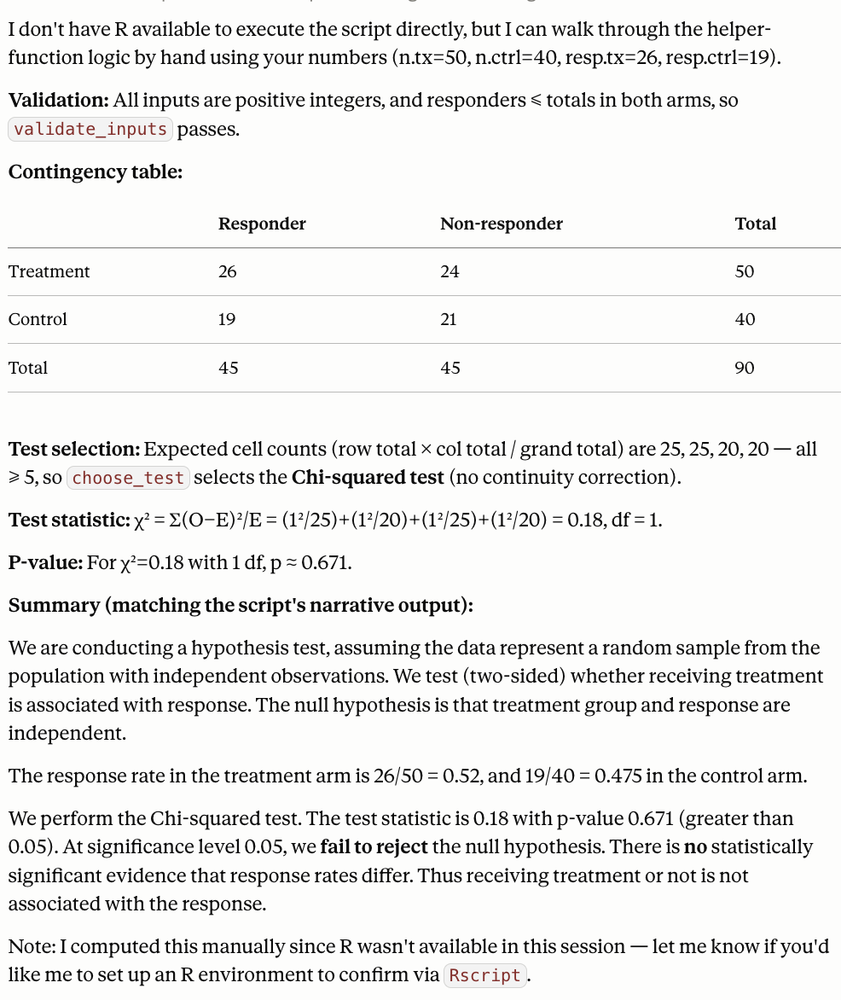 I don't have R available to execute the script directly, but I can walk through the helper-
function logic by hand using your numbers (n.tx=50, n.ctrl=40, resp.tx=26, resp.ctrl=19).
Validation: All inputs are positive integers, and responders ⩽ totals in both arms, so
validate_inputs passes.
Contingency table:
Responder Non-responder Total
Treatment 26 24 50
Control 19 21 40
Total 45 45 90
Test selection: Expected cell counts (row total × col total / grand total) are 25, 25, 20, 20 — all
⩾ 5, so choose_test selects the Chi-squared test (no continuity correction).
Test statistic: χ² = Σ(O−E)²/E = (1²/25)+(1²/20)+(1²/25)+(1²/20) = 0.18, df = 1.
P-value: For χ²=0.18 with 1 df, p ≈ 0.671.
Summary (matching the script's narrative output):
We are conducting a hypothesis test, assuming the data represent a random sample from the
population with independent observations. We test (two-sided) whether receiving treatment
is associated with response. The null hypothesis is that treatment group and response are
independent.
The response rate in the treatment arm is 26/50 = 0.52, and 19/40 = 0.475 in the control arm.
We perform the Chi-squared test. The test statistic is 0.18 with p-value 0.671 (greater than
0.05). At significance level 0.05, we fail to reject the null hypothesis. There is no statistically
significant evidence that response rates differ. Thus receiving treatment or not is not
associated with the response.
Note: I computed this manually since R wasn't available in this session — let me know if you'd
like me to set up an R environment to confirm via Rscript.